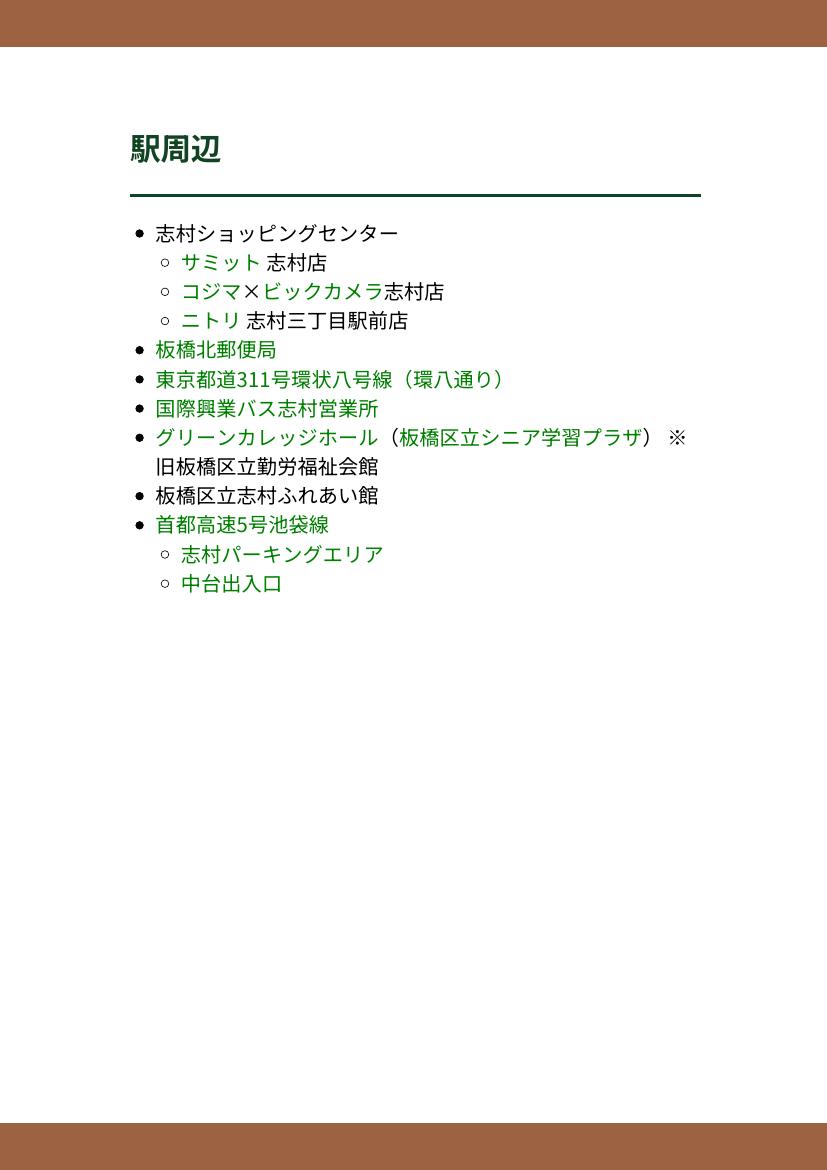 駅周辺
志村ショッピングセンター
サミット 志村店
コジマ×ビックカメラ志村店
ニトリ 志村三丁目駅前店
板橋北郵便局
東京都道311号環状八号線（環八通り）
国際興業バス志村営業所
グリーンカレッジホール（板橋区立シニア学習プラザ） ※
旧板橋区立勤労福祉会館
板橋区立志村ふれあい館
首都高速5号池袋線
志村パーキングエリア
中台出入口